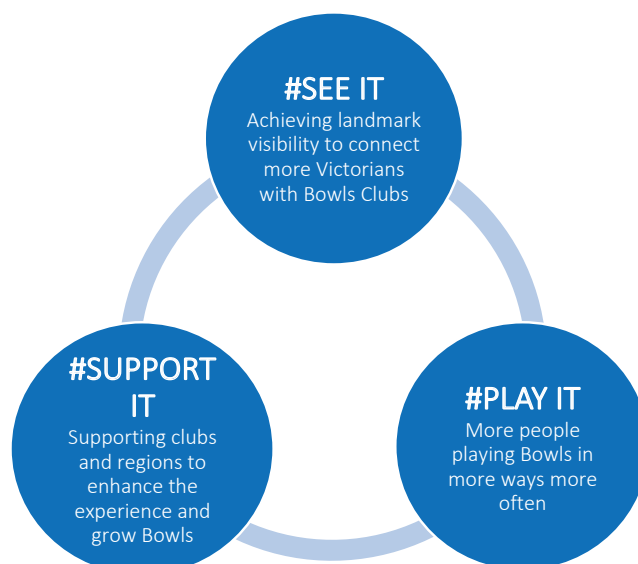 #SEE IT
Achieving landmark
visibility to connect
more Victorians
with Bowls Clubs
#SUPPORT
IT
Supporting clubs
and regions to
enhance the
experience and
grow Bowls
#PLAY IT
More people
playing Bowls in
more ways more
often